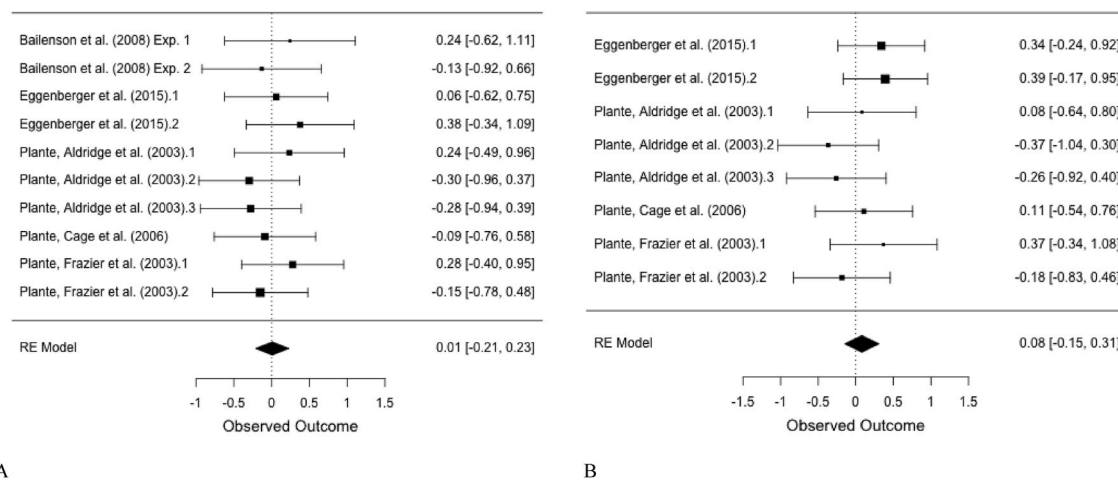 Bailenson et al. (2008) Exp. 1 0.24 [-0.62, 1.11]
Bailenson et al. (2008) Exp. 2 -0.13 [-0.92, 0.66]
Eggenberger et al. (2015).1 0.06 [-0.62, 0.75]
Eggenberger et al. (2015).2 0.38 [-0.34, 1.09]
Plante, Aldridge et al. (2003).1 0.24 [-0.49, 0.96]
Plante, Aldridge et al. (2003).2 -0.30 [-0.96, 0.37]
Plante, Aldridge et al. (2003).3 -0.28 [-0.94, 0.39]
Plante, Cage et al. (2006) -0.09 [-0.76, 0.58]
Plante, Frazier et al. (2003).1 0.28 [-0.40, 0.95]
Plante, Frazier et al. (2003).2 -0.15 [-0.78, 0.48]
RE Model 0.01 [-0.21, 0.23]
-1 -0.5 0 0.5 1 1.5
Observed Outcome
A
Eggenberger et al. (2015).1 0.34 [-0.24, 0.92]
Eggenberger et al. (2015).2 0.39 [-0.17, 0.95]
Plante, Aldridge et al. (2003).1 0.08 [-0.64, 0.80]
Plante, Aldridge et al. (2003).2 -0.37 [-1.04, 0.30]
Plante, Aldridge et al. (2003).3 -0.26 [-0.92, 0.40]
Plante, Cage et al. (2006) 0.11 [-0.54, 0.76]
Plante, Frazier et al. (2003).1 0.37 [-0.34, 1.08]
Plante, Frazier et al. (2003).2 -0.18 [-0.83, 0.46]
RE Model 0.08 [-0.15, 0.31]
-1.5 -1 -0.5 0 0.5 1 1.5
Observed Outcome
B